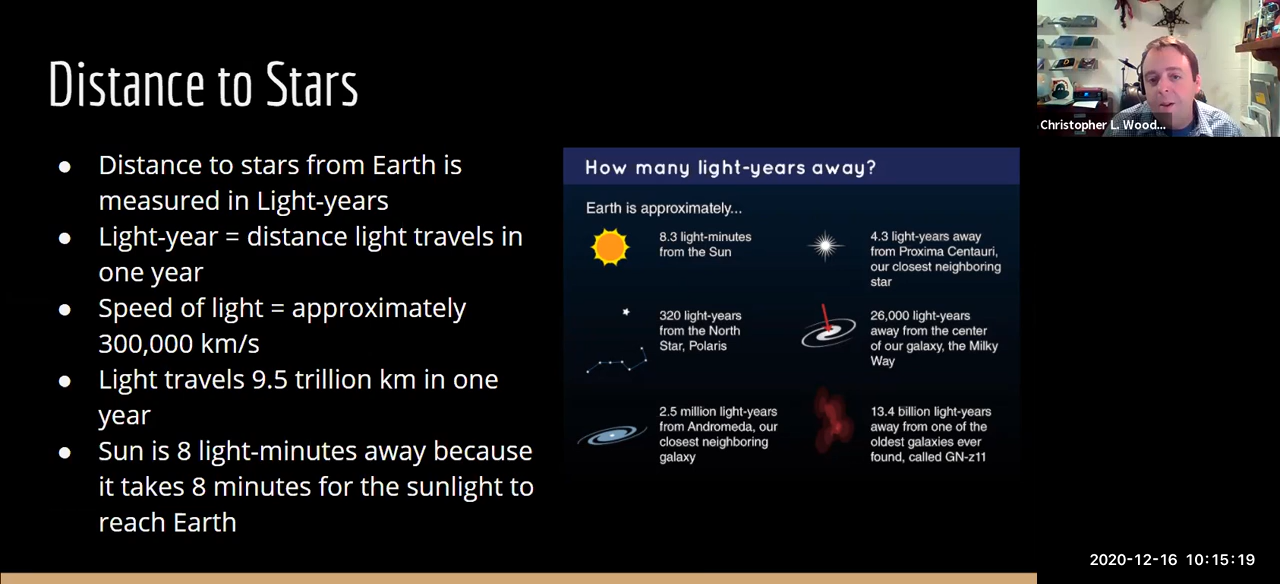 Distance to Stars
● Distance to stars from Earth is
measured in Light-years
● Light-year = distance light travels in
one year
● Speed of light = approximately
300,000 km/s
● Light travels 9.5 trillion km in one
year
● Sun is 8 light-minutes away because
it takes 8 minutes for the sunlight to
reach Earth
How many light-years away?
Earth is approximately...
8.3 light-minutes
from the Sun
4.3 light-years away
from Proxima Centauri,
our closest neighboring
star
320 light-years
from the North
Star, Polaris
26,000 light-years
away from the center
of our galaxy, the Milky
Way
2.5 million light-years
from Andromeda, our
closest neighboring
galaxy
13.4 billion light-years
away from one of the
oldest galaxies ever
found, called GN-z11
Christopher L. Wood...
2020-12-16 10:15:19